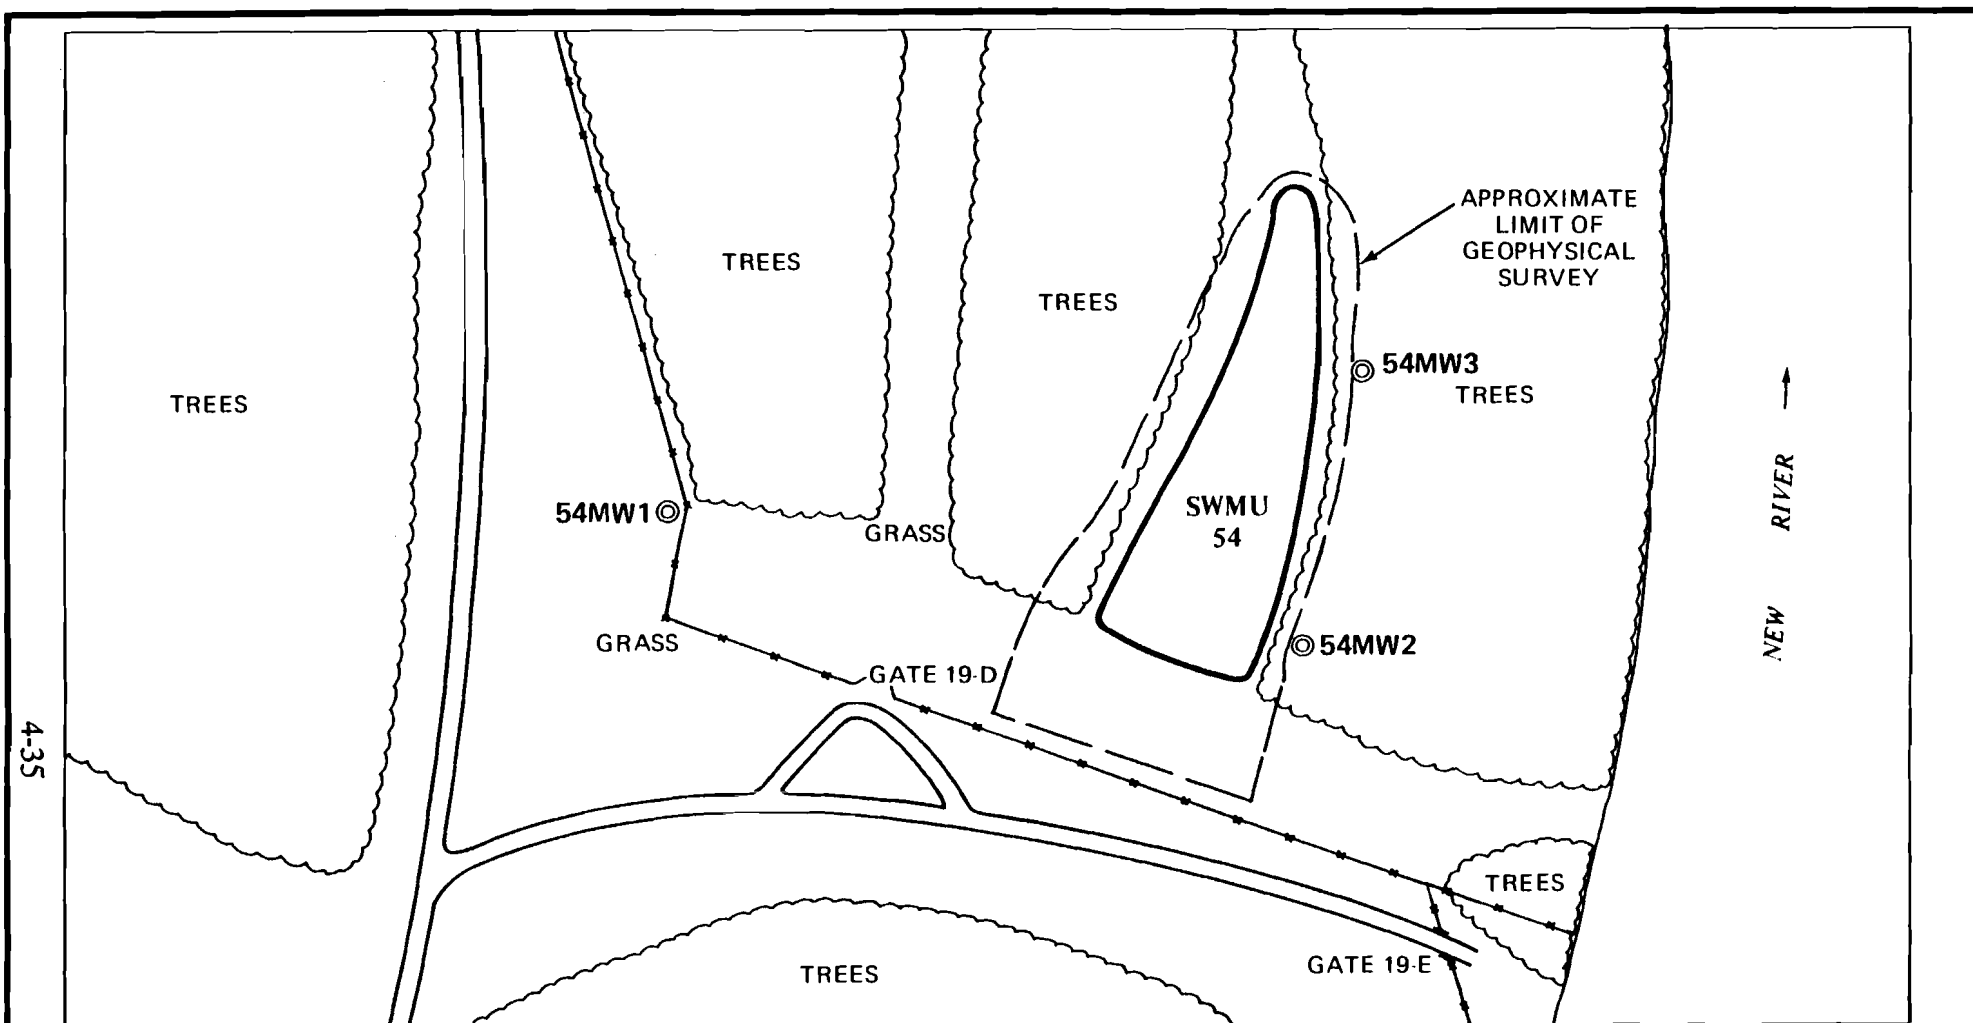 APPROXIMATE
LIMIT OF
GEOPHYSICAL
SURVEY
TREES
TREES
54MW3
TREES
TREES
SWMU
54
54MW1
GRASS
NEW RIVER
GRASS
54MW2
GATE 19-D
4-35
TREES
TREES
GATE 19-E